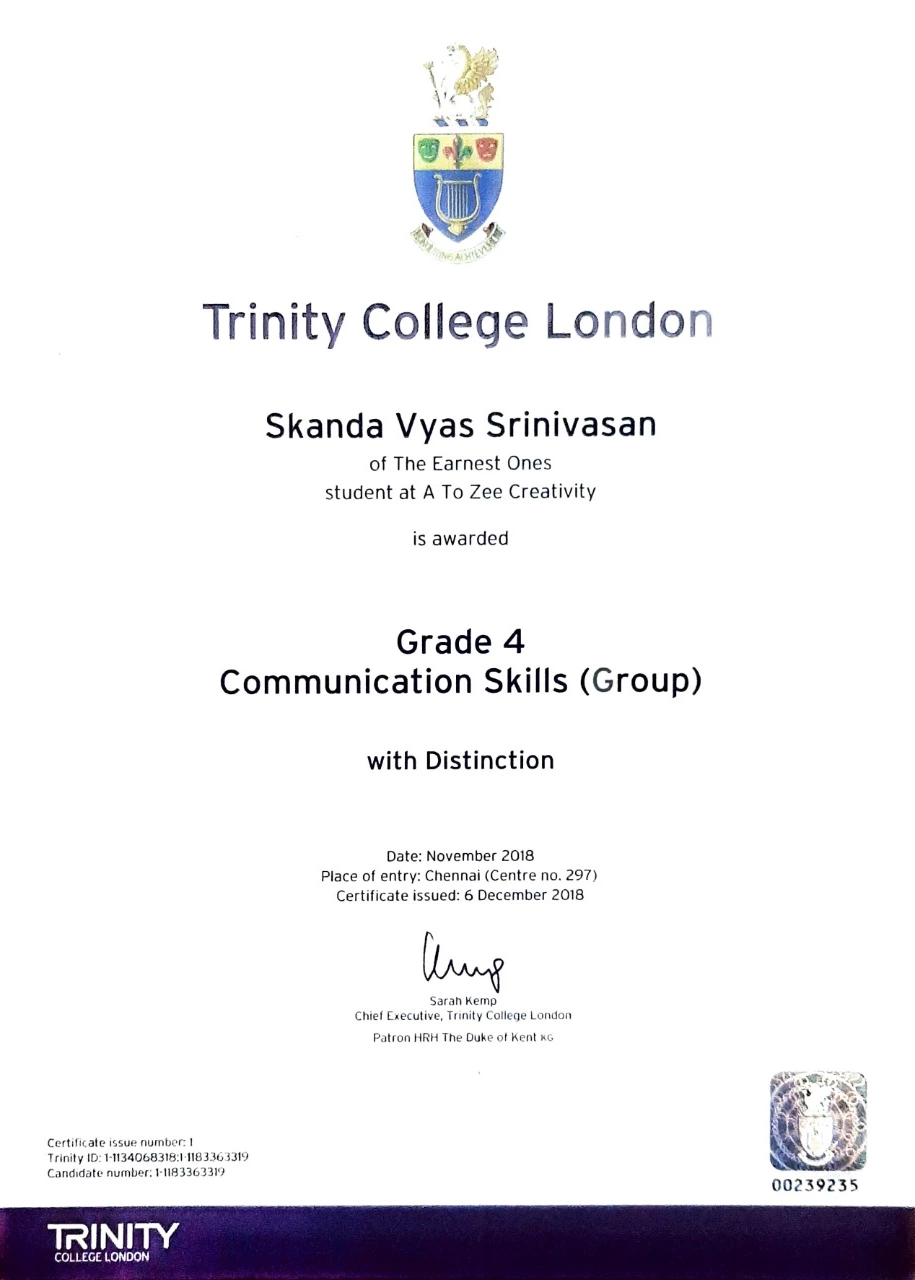 Trinity College London
Skanda Vyas Srinivasan
of The Earnest Ones
student at A To Zee Creativity
is awarded
Grade 4
Communication Skills (Group)
with Distinction
Date: November 2018
Place of entry: Chennai (Centre no. 297)
Certificate issued: 6 December 2018
Sarah Kemp
Chief Executive, Trinity College London
Patron HRH The Duke of Kent KG
Certificate issue number: 1
Trinity ID: 1-1134068318:1-1183363319
Candidate number: 1-1183363319
00239235
TRINITY
COLLEGE LONDON